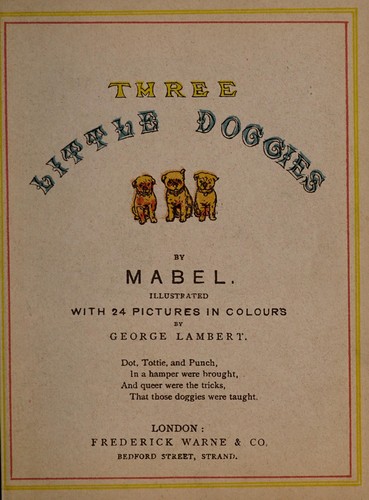 THREE
LITTLE DOGGIES
BY
MABEL.
ILLUSTRATED
WITH 24 PICTURES IN COLOURS
BY
GEORGE LAMBERT.
Dot, Tottie, and Punch,
In a hamper were brought,
And queer were the tricks,
That those doggies were taught.
LONDON:
FREDERICK WARNE & CO.
BEDFORD STREET, STRAND.